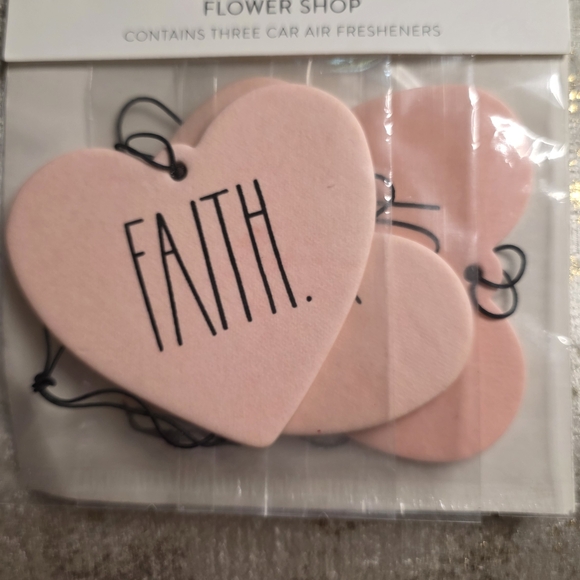 FLOWER SHOP
CONTAINS THREE CAR AIR FRESHENERS
FAITH.